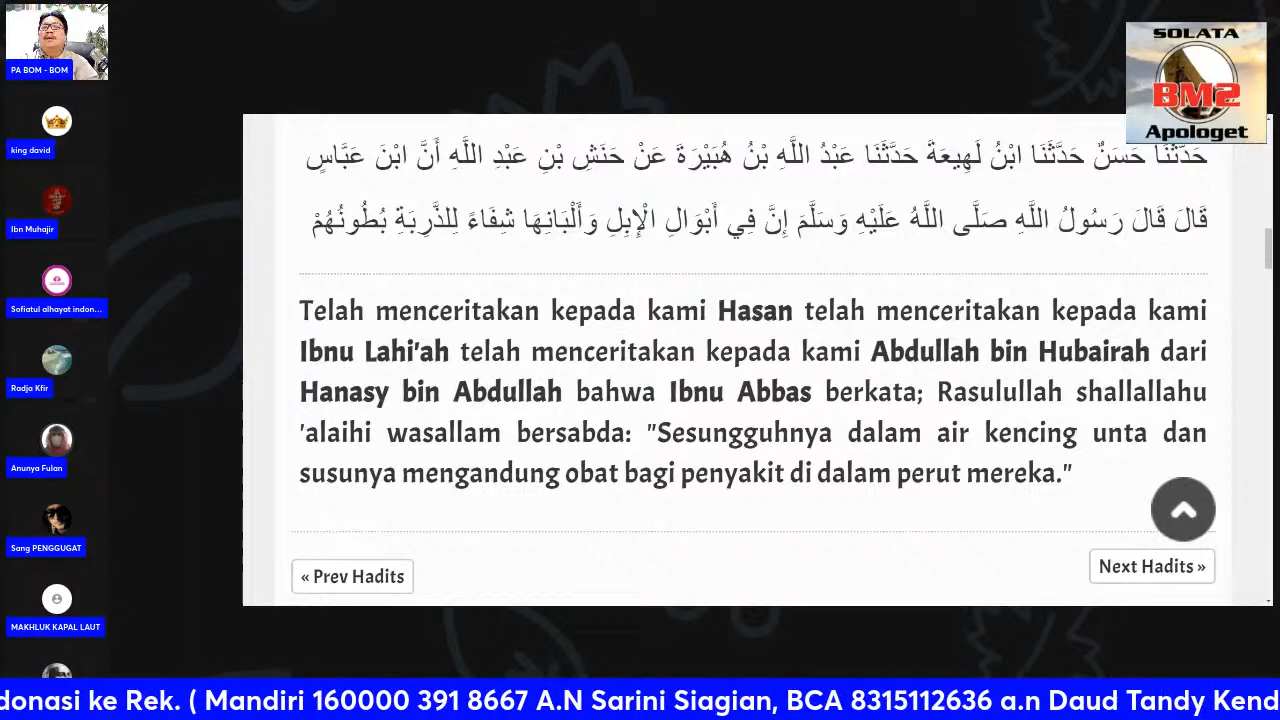 PA BOM - BOM
king david
Ibn Muhajir
Sofiatul alhayat indon...
Radja Kfir
Anunya Fulan
Sang PENGGUGAT
MAKHLUK KAPAL LAUT
SOLATA
BM2
Apologet
حَدَّثَنَا حَسَنٌ حَدَّثَنَا ابْنُ لَهِيعَةَ حَدَّثَنَا عَبْدُ اللَّهِ بْنُ هُبَيْرَةَ عَنْ حَنَشِ بْنِ عَبْدِ اللَّهِ أَنَّ ابْنَ عَبَّاسٍ
قَالَ قَالَ رَسُولُ اللَّهِ صَلَّى اللَّهُ عَلَيْهِ وَسَلَّمَ إِنَّ فِي أَبْوَالِ الْإِبِلِ وَأَلْبَانِهَا شِفَاءً لِلذَّرِبَةِ بُطُونُهُمْ
Telah menceritakan kepada kami Hasan telah menceritakan kepada kami
Ibnu Lahi'ah telah menceritakan kepada kami Abdullah bin Hubairah dari
Hanasy bin Abdullah bahwa Ibnu Abbas berkata; Rasulullah shallallahu
'alaihi wasallam bersabda: "Sesungguhnya dalam air kencing unta dan
susunya mengandung obat bagi penyakit di dalam perut mereka."
« Prev Hadits
Next Hadits »
donasi ke Rek. ( Mandiri 160000 391 8667 A.N Sarini Siagian, BCA 8315112636 a.n Daud Tandy Kend